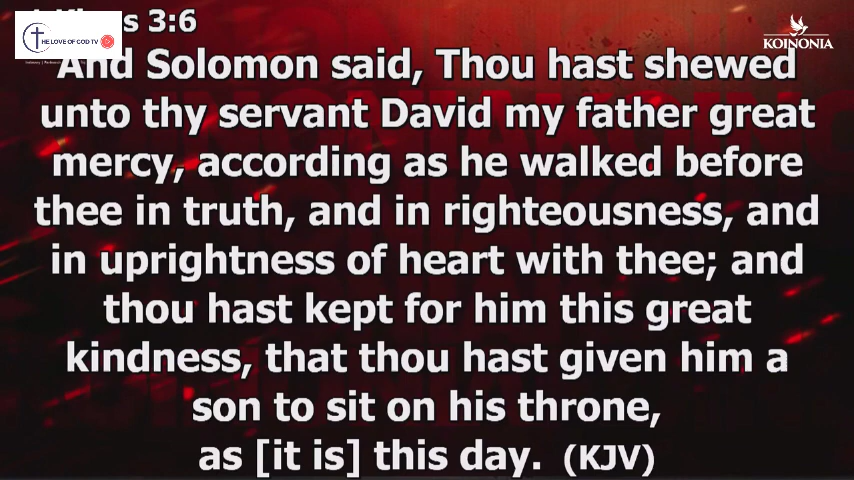 s 3:6
THE LOVE OF GOD TV
KOINONIA
And Solomon said, Thou hast shewed
unto thy servant David my father great
mercy, according as he walked before
thee in truth, and in righteousness, and
in uprightness of heart with thee; and
thou hast kept for him this great
kindness, that thou hast given him a
son to sit on his throne,
as [it is] this day. (KJV)